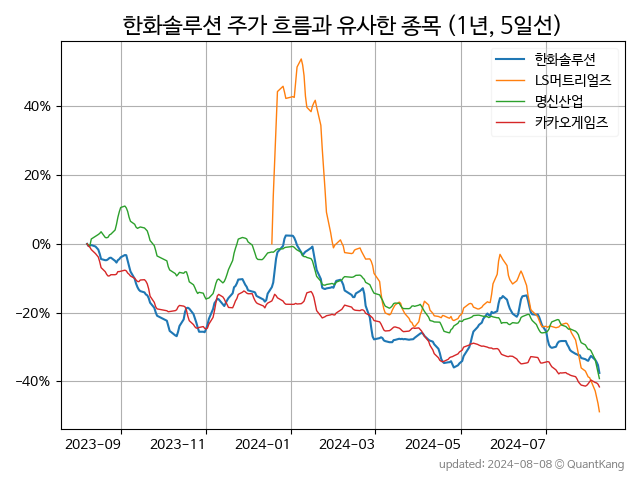 한화솔루션 주가 흐름과 유사한 종목 (1년, 5일선)
한화솔루션
LS머트리얼즈
명신산업
카카오게임즈
40%
20%
0%
−20%
−40%
2023-09 2023-11 2024-01 2024-03 2024-05 2024-07
updated: 2024-08-08 © QuantKang